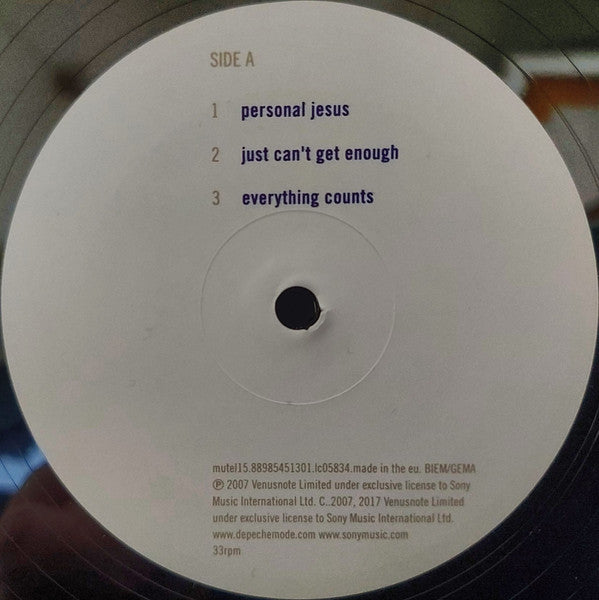 SIDE A
1 personal jesus
2 just can't get enough
3 everything counts
mutel15.88985451301.lc05834.made in the eu. BIEM/GEMA
℗ 2007 Venusnote Limited under exclusive license to Sony
Music International Ltd. C..2007, 2017 Venusnote Limited
under exclusive license to Sony Music International Ltd.
www.depechemode.com www.sonymusic.com
33rpm